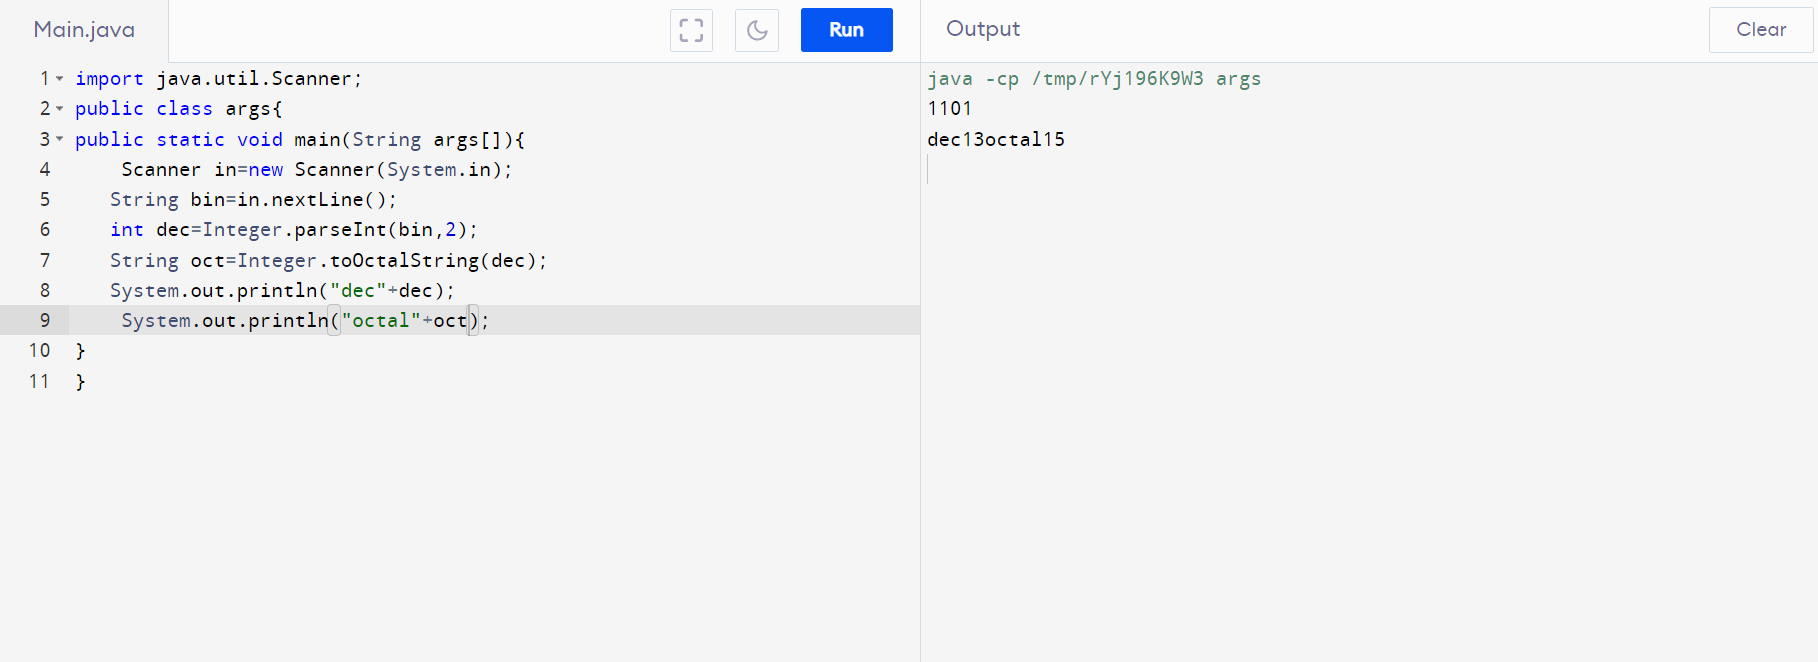 Main.java
Run
Output
Clear
1 import java.util.Scanner;
2 public class args{
3 public static void main(String args[]){
4 Scanner in=new Scanner(System.in);
5 String bin=in.nextLine();
6 int dec=Integer.parseInt(bin,2);
7 String oct=Integer.toOctalString(dec);
8 System.out.println("dec"+dec);
9 System.out.println("octal"+oct);
10 }
11 }
java -cp /tmp/rYj196K9W3 args
1101
dec13octal15